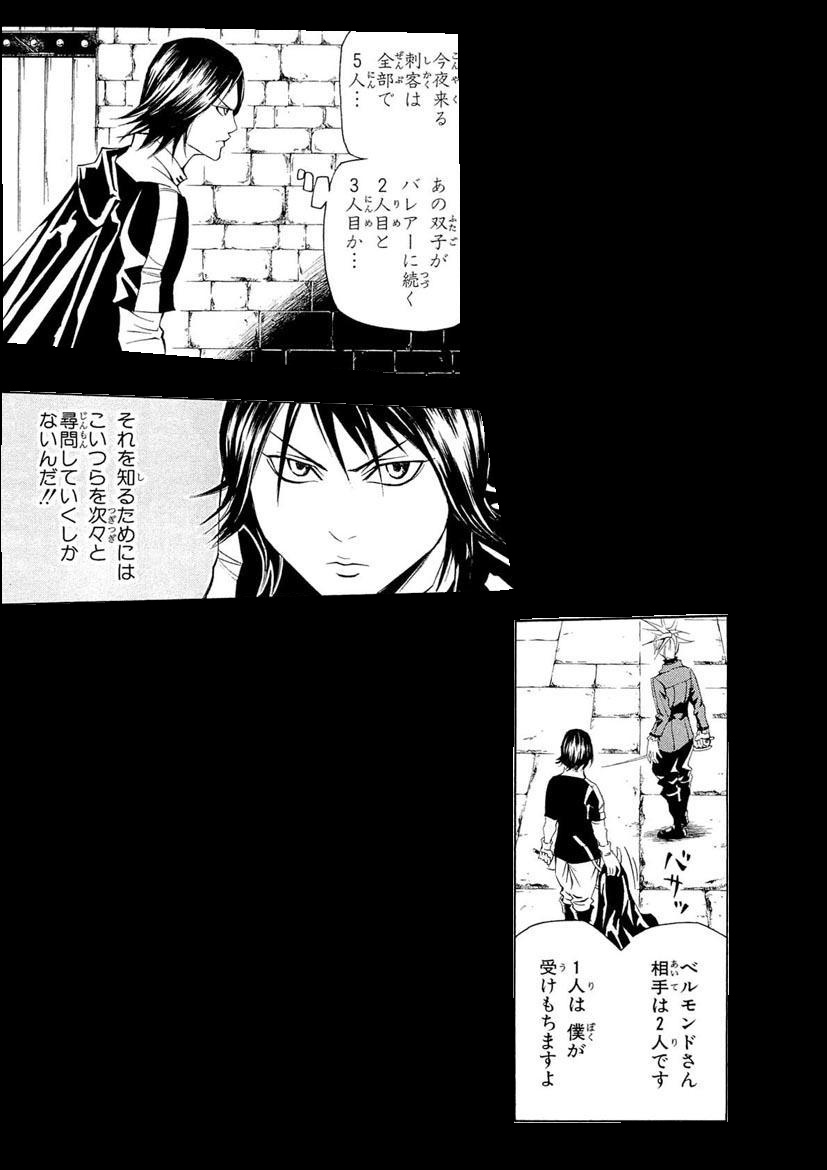 今夜来る
刺客は
全部で
5人…
あの双子が
バレアーに続く
2人目と
3人目か…
それを知るためには
こいつらを次々と
尋問していくしか
ないんだ!!
バサッ
ベルモンドさん
相手は2人です
1人は僕が
受けもちますよ